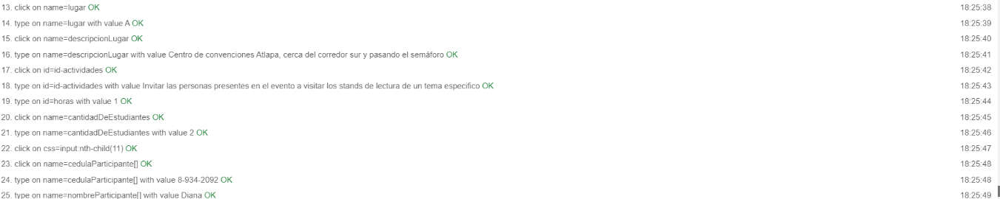 13. click on name=lugar OK 18:25:38
14. type on name=lugar with value A OK 18:25:39
15. click on name=descripcionLugar OK 18:25:40
16. type on name=descripcionLugar with value Centro de convenciones Atlapa, cerca del corredor sur y pasando el semáforo OK 18:25:41
17. click on id=id-actividades OK 18:25:42
18. type on id=id-actividades with value Invitar las personas presentes en el evento a visitar los stands de lectura de un tema específico OK 18:25:43
19. type on id=horas with value 1 OK 18:25:44
20. click on name=cantidadDeEstudiantes OK 18:25:45
21. type on name=cantidadDeEstudiantes with value 2 OK 18:25:46
22. click on css=input:nth-child(11) OK 18:25:47
23. click on name=cedulaParticipante[] OK 18:25:48
24. type on name=cedulaParticipante[] with value 8-934-2092 OK 18:25:48
25. type on name=nombreParticipante[] with value Diana OK 18:25:49